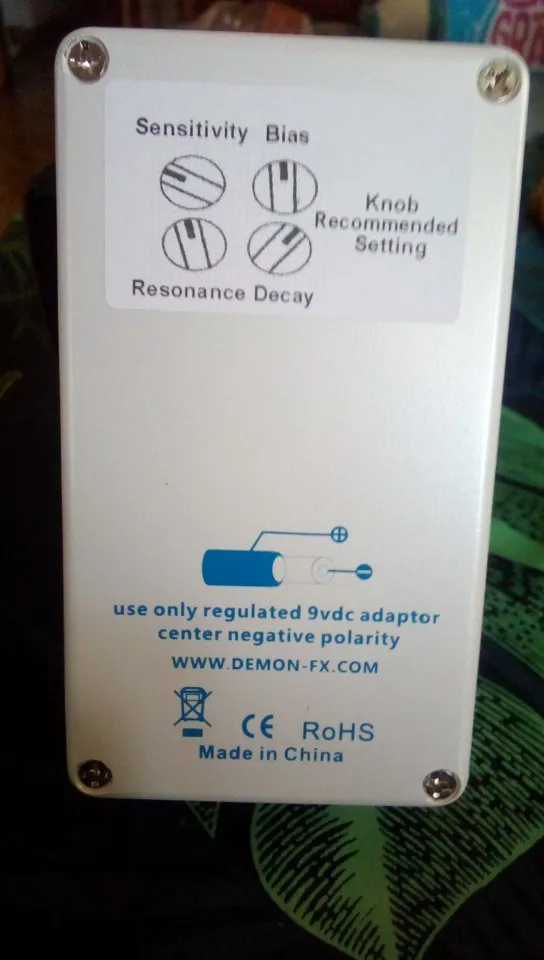 Sensitivity Bias
Knob
Recommended
Setting
Resonance Decay
use only regulated 9vdc adaptor
center negative polarity
WWW.DEMON-FX.COM
CE RoHS
Made in China